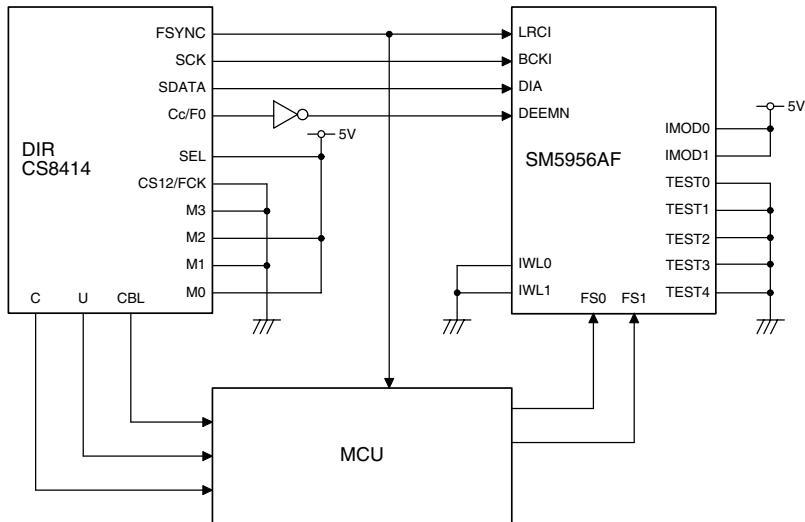 FSYNC
SCK
SDATA
Cc/F0
SEL
CS12/FCK
M3
M2
M1
M0
DIR
CS8414
C U CBL
5V
LRCI
BCKI
DIA
DEEMN
SM5956AF
IWL0
IWL1
FS0 FS1
IMOD0
IMOD1
TEST0
TEST1
TEST2
TEST3
TEST4
5V
MCU